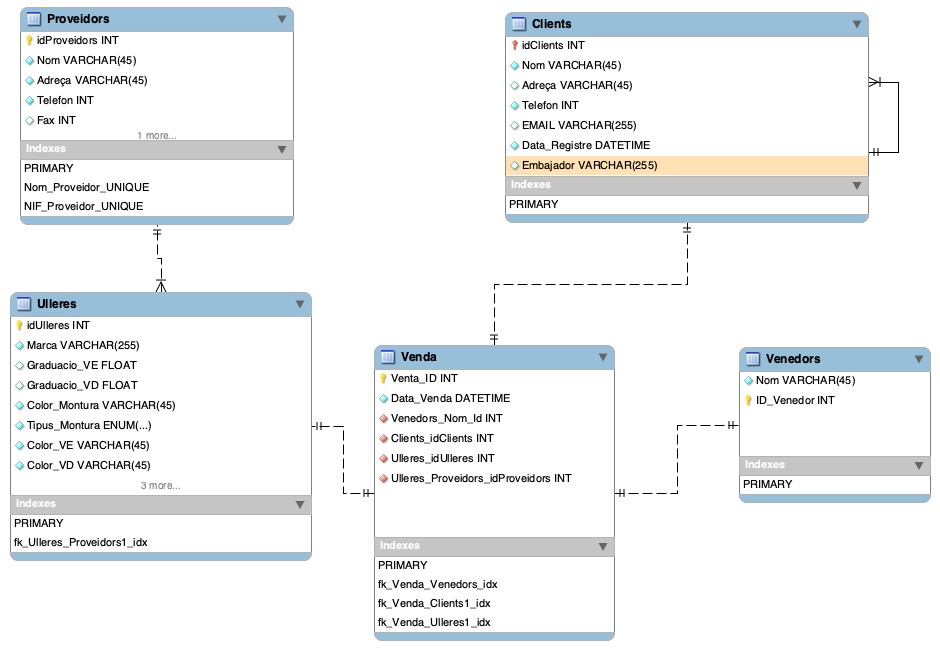 Proveidors
idProveidors INT
Nom VARCHAR(45)
Adreça VARCHAR(45)
Telefon INT
Fax INT
1 more...
Indexes
PRIMARY
Nom_Proveidor_UNIQUE
NIF_Proveidor_UNIQUE
Clients
idClients INT
Nom VARCHAR(45)
Adreça VARCHAR(45)
Telefon INT
EMAIL VARCHAR(255)
Data_Registre DATETIME
Embajador VARCHAR(255)
Indexes
PRIMARY
Ulleres
idUlleres INT
Marca VARCHAR(255)
Graduacio_VE FLOAT
Graduacio_VD FLOAT
Color_Montura VARCHAR(45)
Tipus_Montura ENUM(...)
Color_VE VARCHAR(45)
Color_VD VARCHAR(45)
3 more...
Indexes
PRIMARY
fk_Ulleres_Proveidors1_idx
Venda
Venta_ID INT
Data_Venda DATETIME
Venedors_Nom_Id INT
Clients_idClients INT
Ulleres_idUlleres INT
Ulleres_Proveidors_idProveidors INT
Indexes
PRIMARY
fk_Venda_Venedors_idx
fk_Venda_Clients1_idx
fk_Venda_Ulleres1_idx
Venedors
Nom VARCHAR(45)
ID_Venedor INT
Indexes
PRIMARY